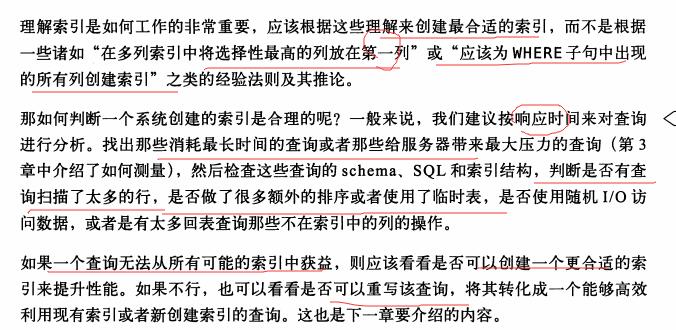 理解索引是如何工作的非常重要，应该根据这些理解来创建最合适的索引，而不是根据
一些诸如“在多列索引中将选择性最高的列放在第一列”或“应该为WHERE子句中出现
的所有列创建索引”之类的经验法则及其推论。
那如何判断一个系统创建的索引是合理的呢？一般来说，我们建议按响应时间来对查询
进行分析。找出那些消耗最长时间的查询或者那些给服务器带来最大压力的查询（第3
章中介绍了如何测量），然后检查这些查询的schema、SQL和索引结构，判断是否有查
询扫描了太多的行，是否做了很多额外的排序或者使用了临时表，是否使用随机I/O访
问数据，或者是有太多回表查询那些不在索引中的列的操作。
如果一个查询无法从所有可能的索引中获益，则应该看看是否可以创建一个更合适的索
引来提升性能。如果不行，也可以看看是否可以重写该查询，将其转化成一个能够高效
利用现有索引或者新创建索引的查询。这也是下一章要介绍的内容。